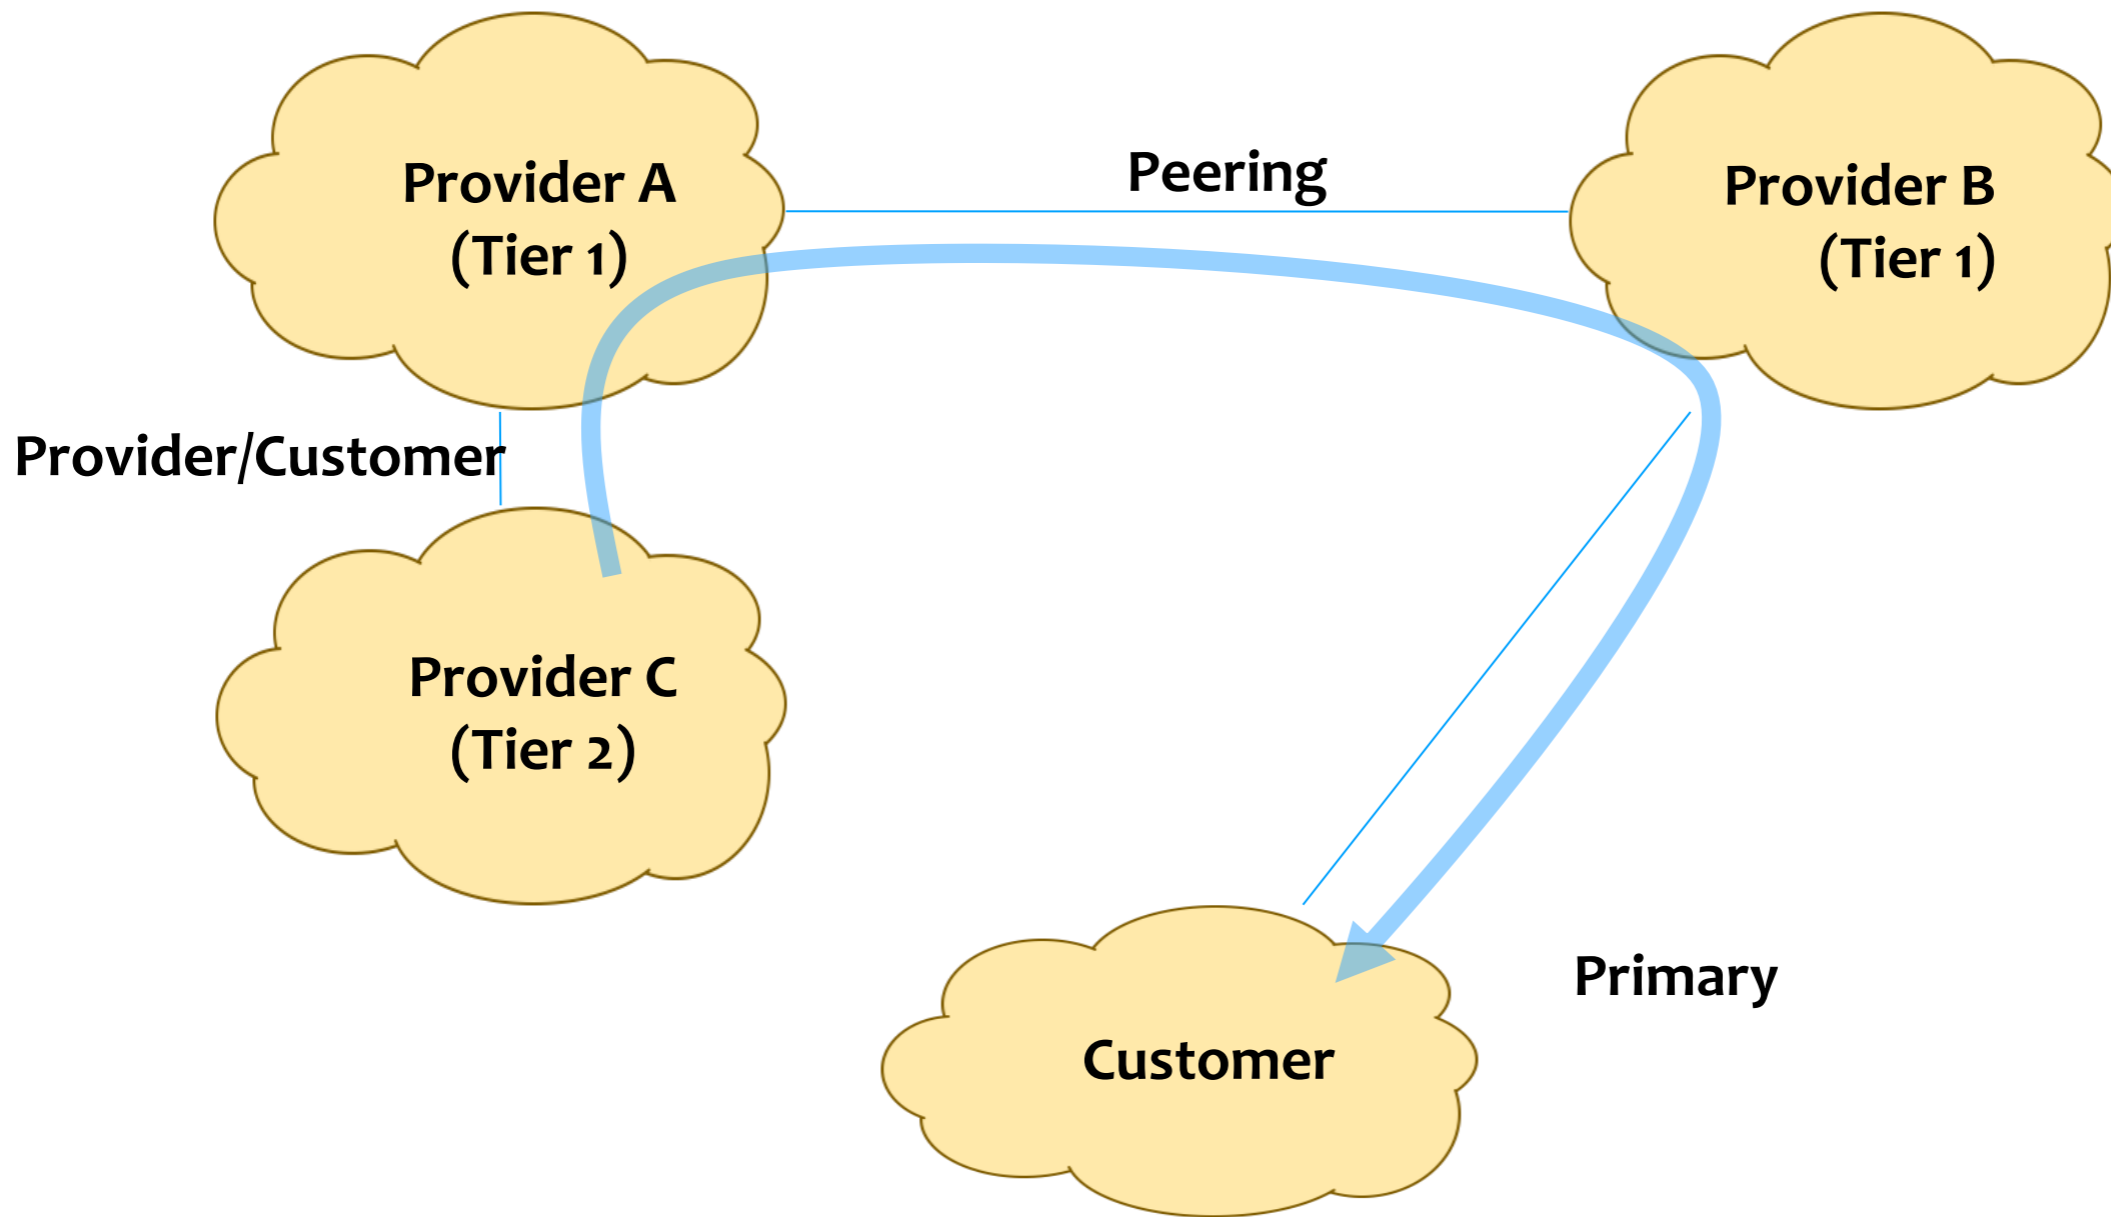 Provider A
(Tier 1)
Peering
Provider B
(Tier 1)
Provider/Customer
Provider C
(Tier 2)
Primary
Customer